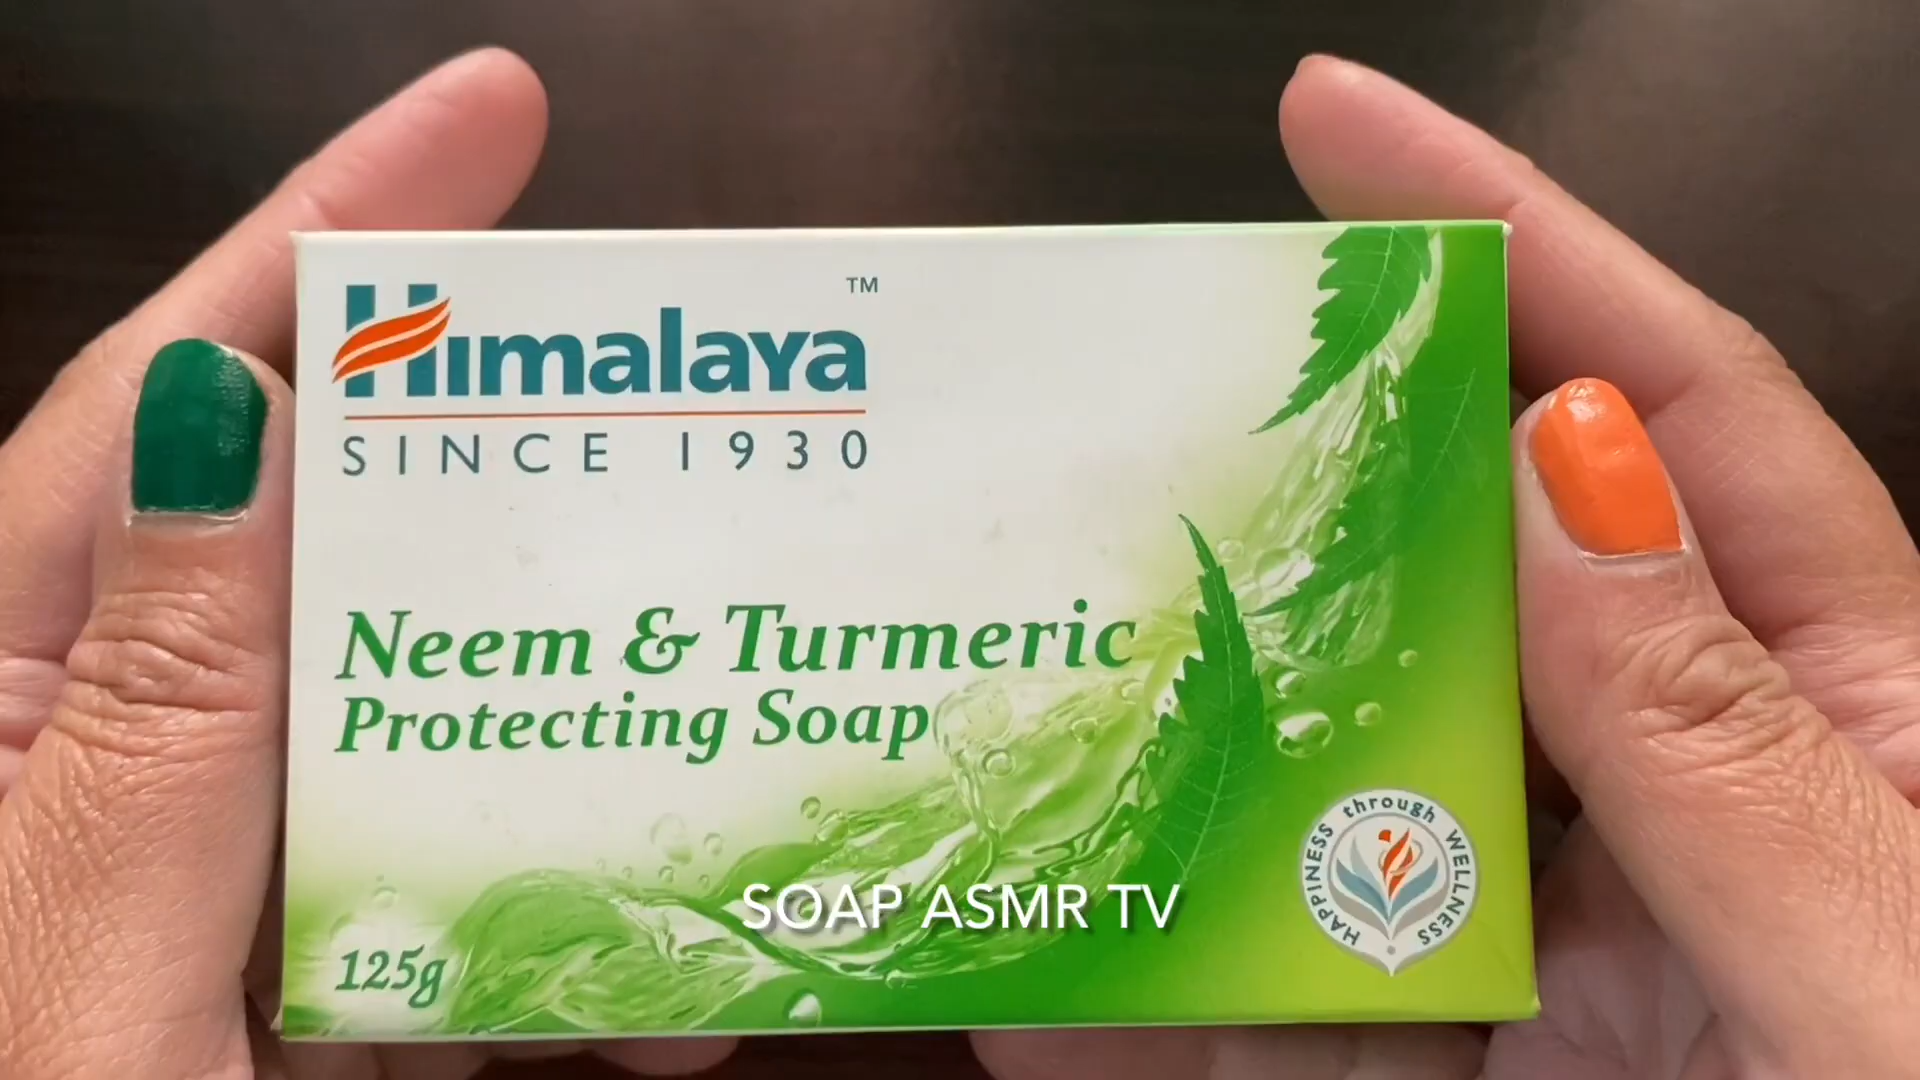 Himalaya™
SINCE 1930
Neem & Turmeric
Protecting Soap
SOAP ASMR TV
125g
HAPPINESS through WELLNESS